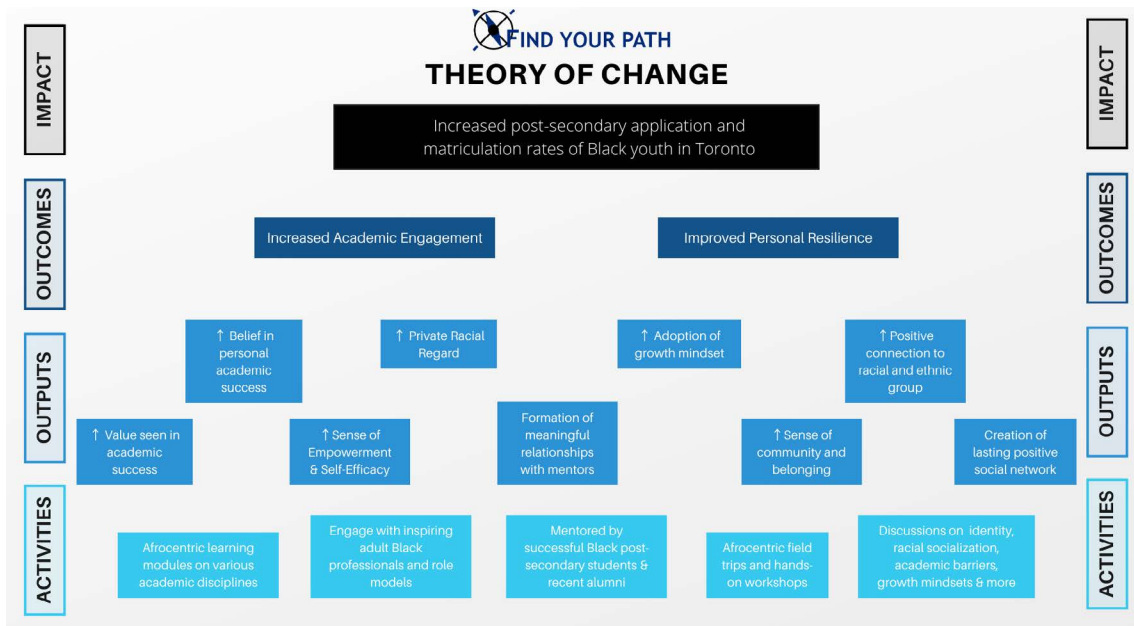 FIND YOUR PATH
THEORY OF CHANGE
IMPACT
Increased post-secondary application and
matriculation rates of Black youth in Toronto
IMPACT
OUTCOMES
Increased Academic Engagement
Improved Personal Resilience
OUTCOMES
OUTPUTS
↑ Belief in
personal
academic
success
↑ Private Racial
Regard
↑ Adoption of
growth mindset
↑ Positive
connection to
racial and ethnic
group
↑ Value seen in
academic
success
↑ Sense of
Empowerment
& Self-Efficacy
Formation of
meaningful
relationships
with mentors
↑ Sense of
community and
belonging
Creation of
lasting positive
social network
OUTPUTS
ACTIVITIES
Afrocentric learning
modules on various
academic disciplines
Engage with inspiring
adult Black
professionals and role
models
Mentored by
successful Black post-
secondary students &
recent alumni
Afrocentric field
trips and hands-
on workshops
Discussions on identity,
racial socialization,
academic barriers,
growth mindsets & more
ACTIVITIES